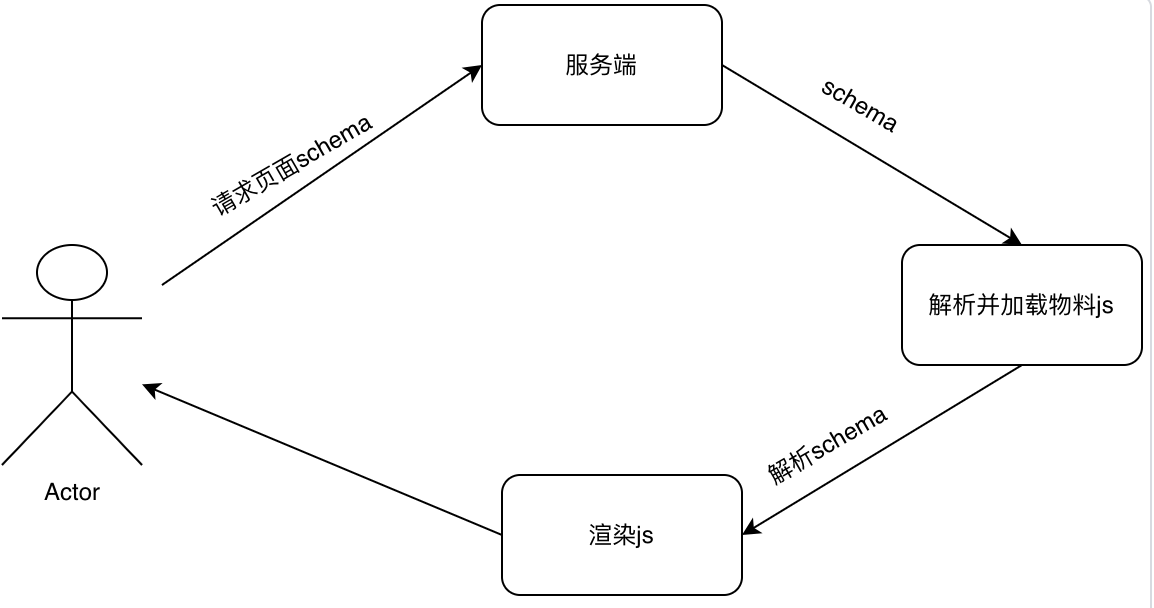 服务端
schema
请求页面schema
解析并加载物料js
解析schema
Actor
渲染js